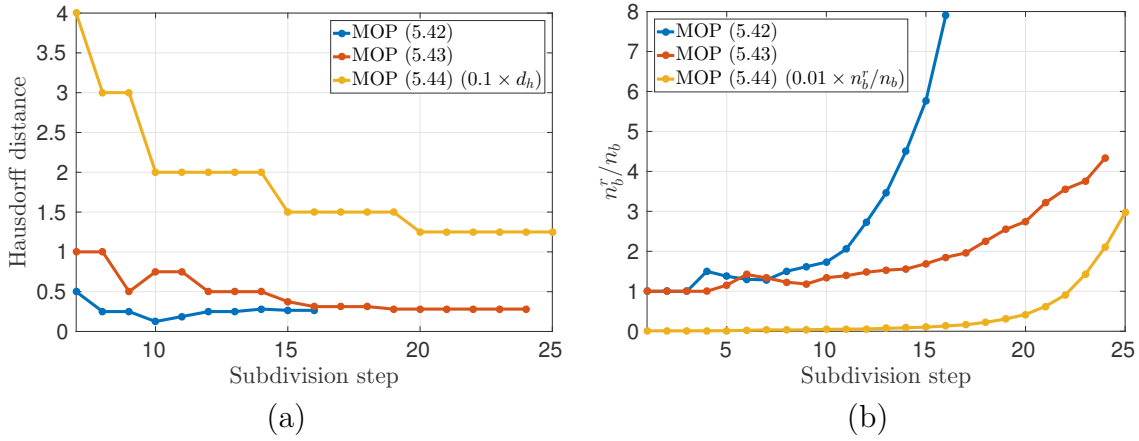 4
3.5
3
2.5
2
1.5
1
0.5
0
10
15
20
25
Hausdorff distance
Subdivision step
MOP (5.42)
MOP (5.43)
MOP (5.44) (0.1 × d_h)
(a)
8
7
6
5
4
3
2
1
0
5
10
15
20
25
n_b^r/n_b
Subdivision step
MOP (5.42)
MOP (5.43)
MOP (5.44) (0.01 × n_b^r/n_b)
(b)